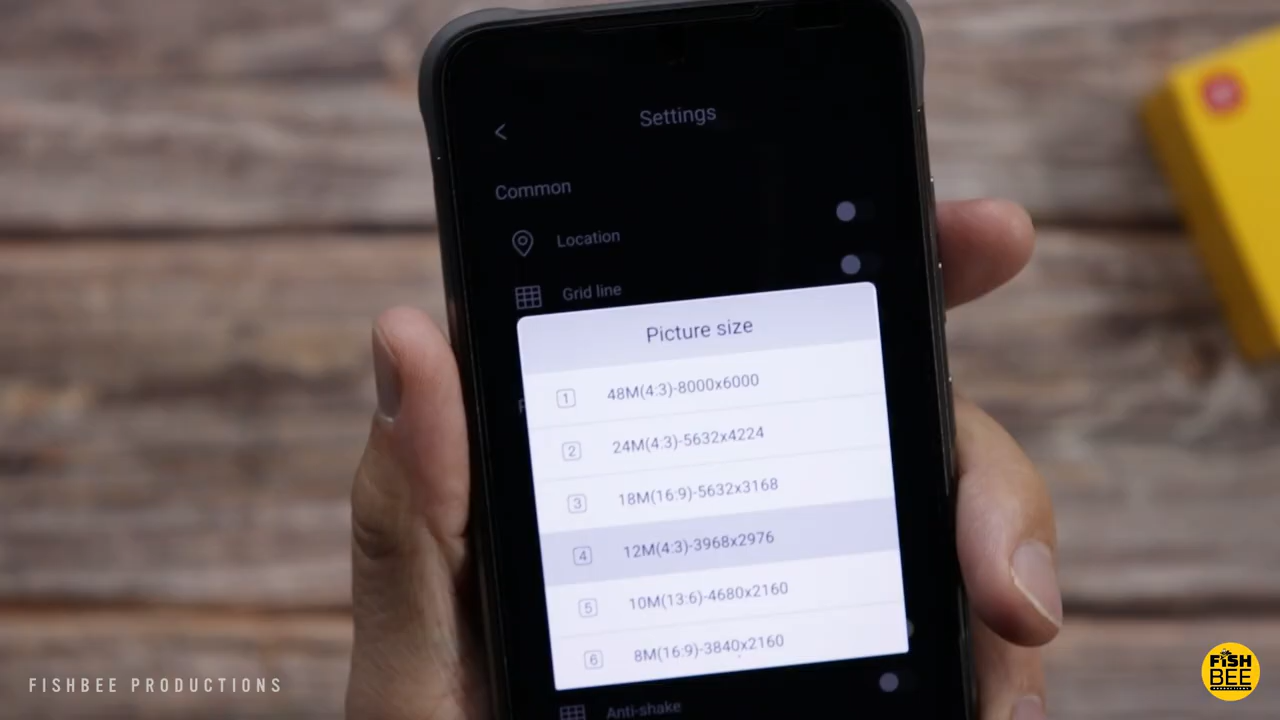 Settings
Common
Location
Grid line
Picture size
1 48M(4:3)-8000x6000
2 24M(4:3)-5632x4224
3 18M(16:9)-5632x3168
4 12M(4:3)-3968x2976
5 10M(13:6)-4680x2160
6 8M(16:9)-3840x2160
Anti-shake
FISHBEE PRODUCTIONS
FISH
BEE
PRODUCTIONS